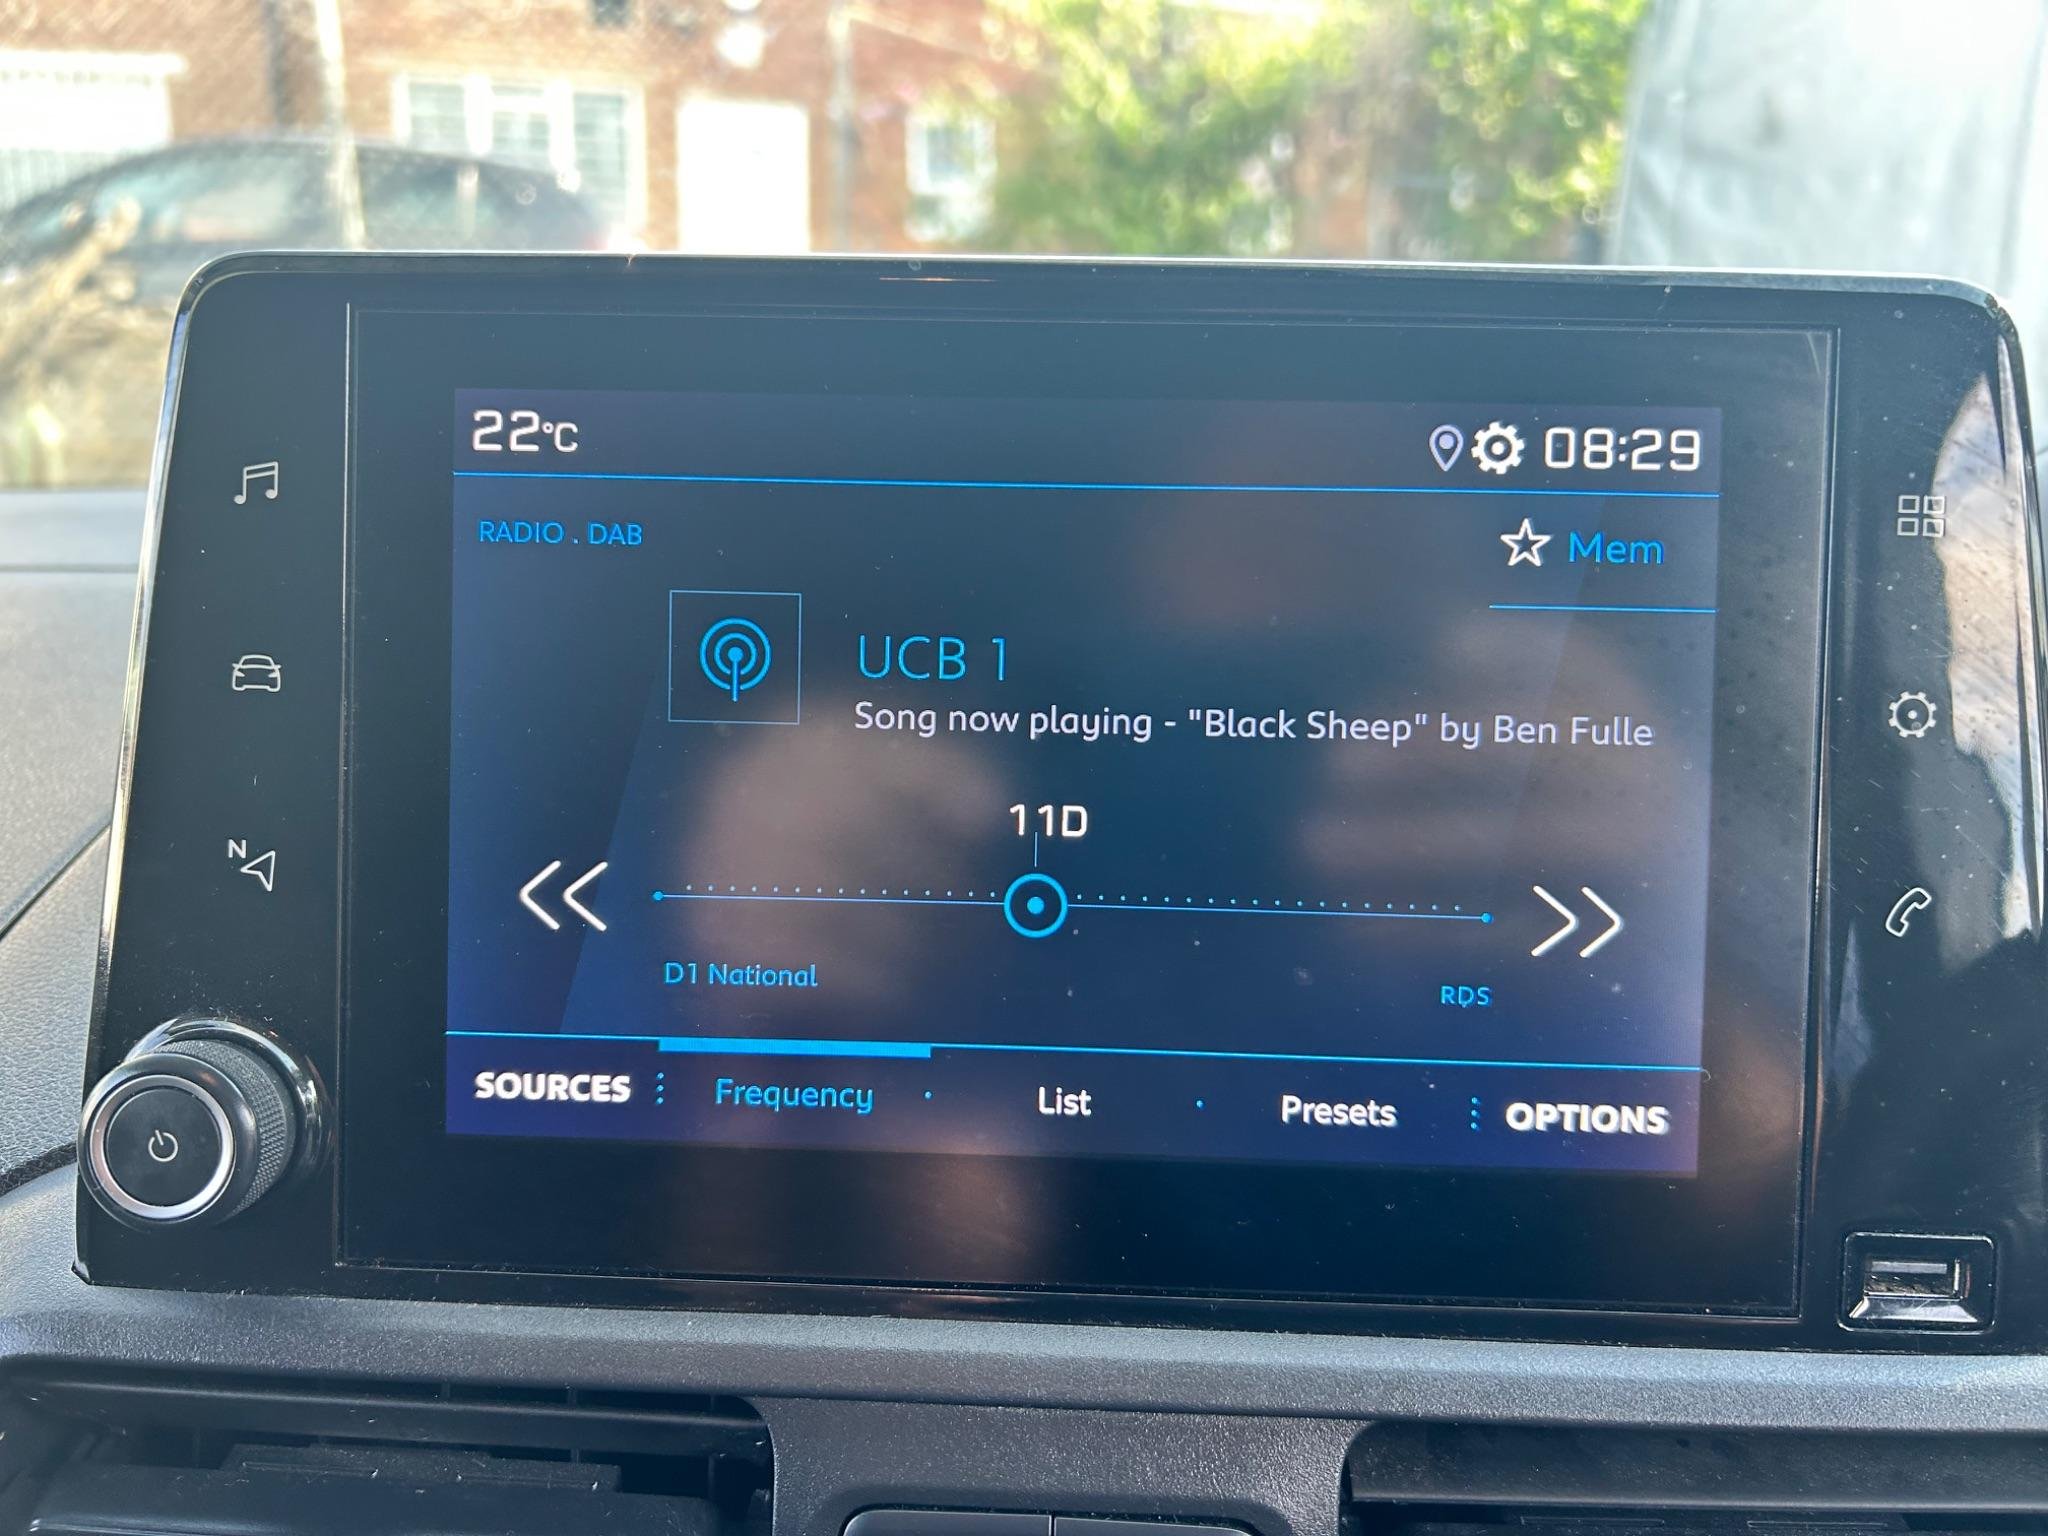 22°C
08:29
RADIO . DAB
Mem
UCB 1
Song now playing - "Black Sheep" by Ben Fulle
11D
N
D1 National
RDS
SOURCES
Frequency
List
Presets
OPTIONS